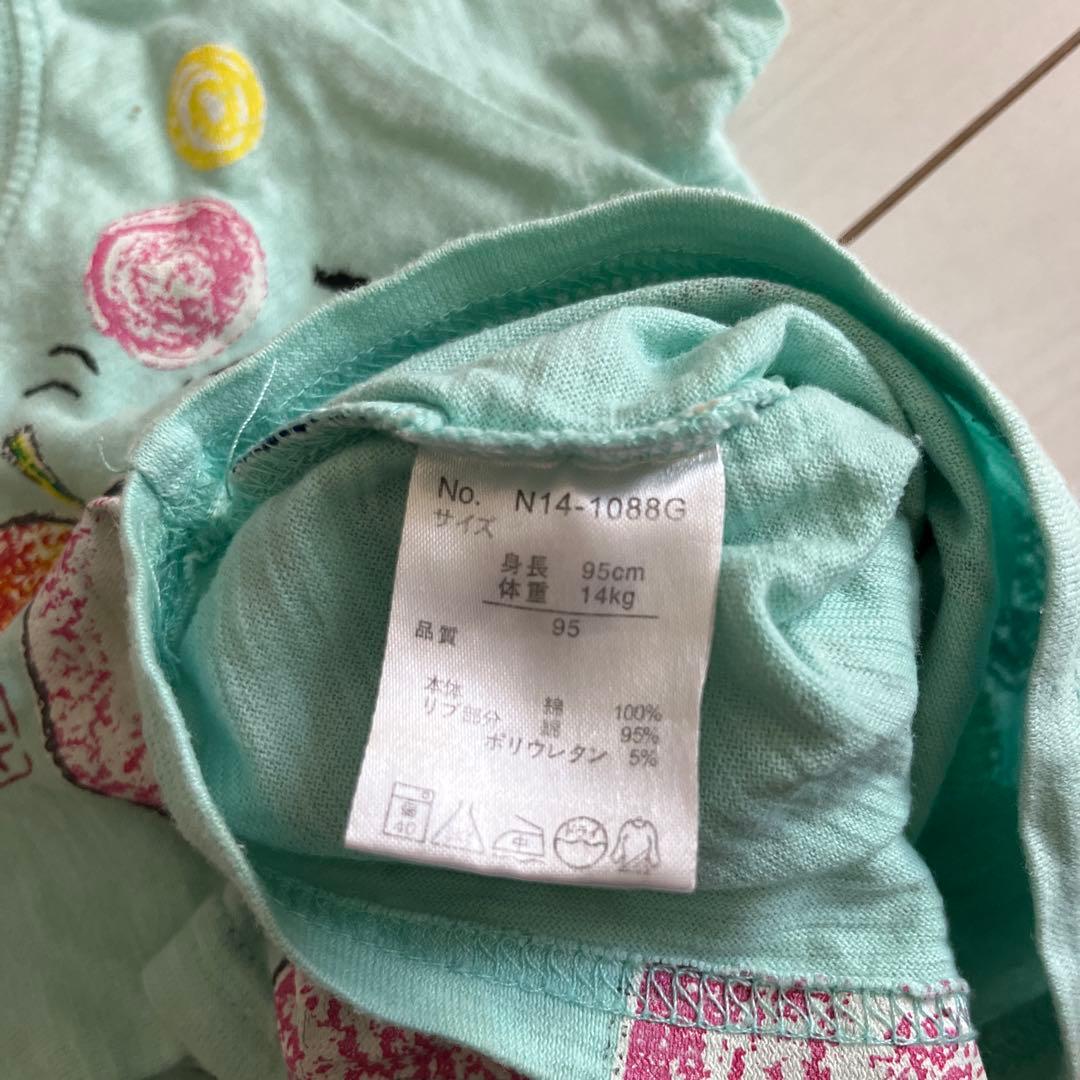 No. N14-1088G
サイズ
身長 95cm
体重 14kg
95
品質
本体 綿 100%
リブ部分 綿 95%
ポリウレタン 5%
40
中